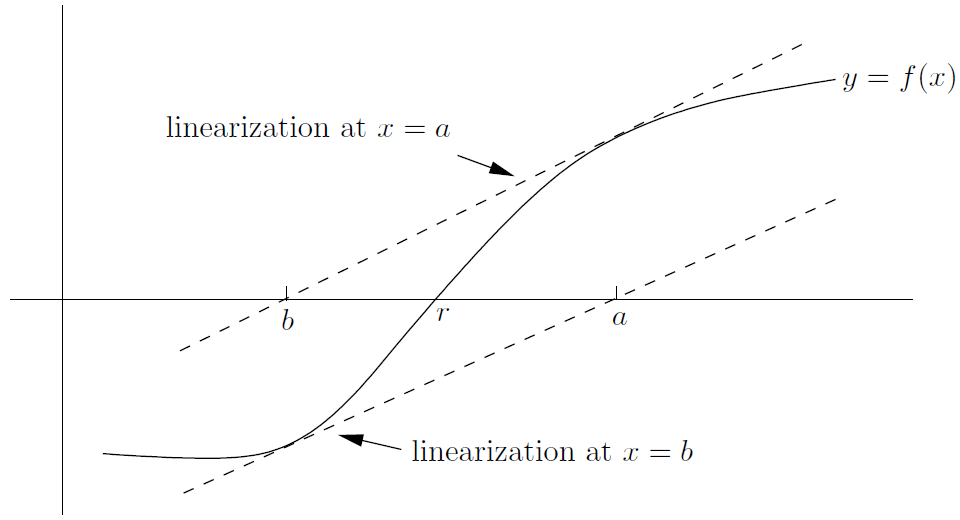 y = f(x)
linearization at x = a
b
r
a
linearization at x = b